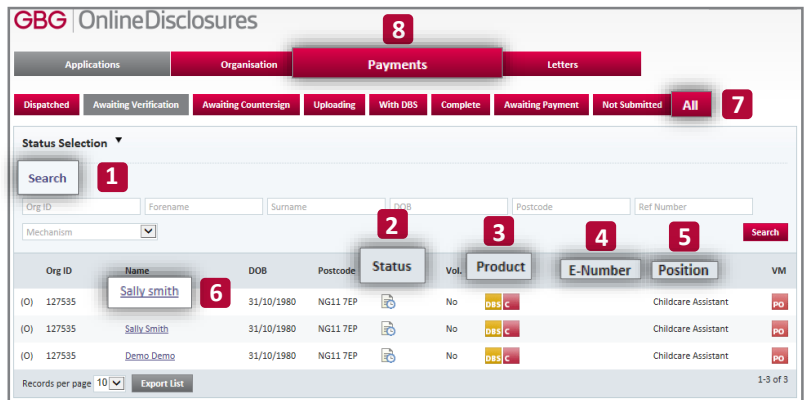 GBG OnlineDisclosures
8
Applications Organisation Payments Letters
Dispatched Awaiting Verification Awaiting Countersign Uploading With DBS Complete Awaiting Payment Not Submitted All 7
Status Selection
Search 1
Org ID Forename Surname DOB Postcode Ref Number
Mechanism Search
2 3 4 5
Org ID Name DOB Postcode Status Vol. Product E-Number Position VM
Sally smith 6
(O) 127535 31/10/1980 NG11 7EP No DBS C Childcare Assistant PO
(O) 127535 Sally Smith 31/10/1980 NG11 7EP No DBS C Childcare Assistant PO
(O) 127535 Demo Demo 31/10/1980 NG11 7EP No DBS C Childcare Assistant PO
Records per page 10 Export List 1-3 of 3